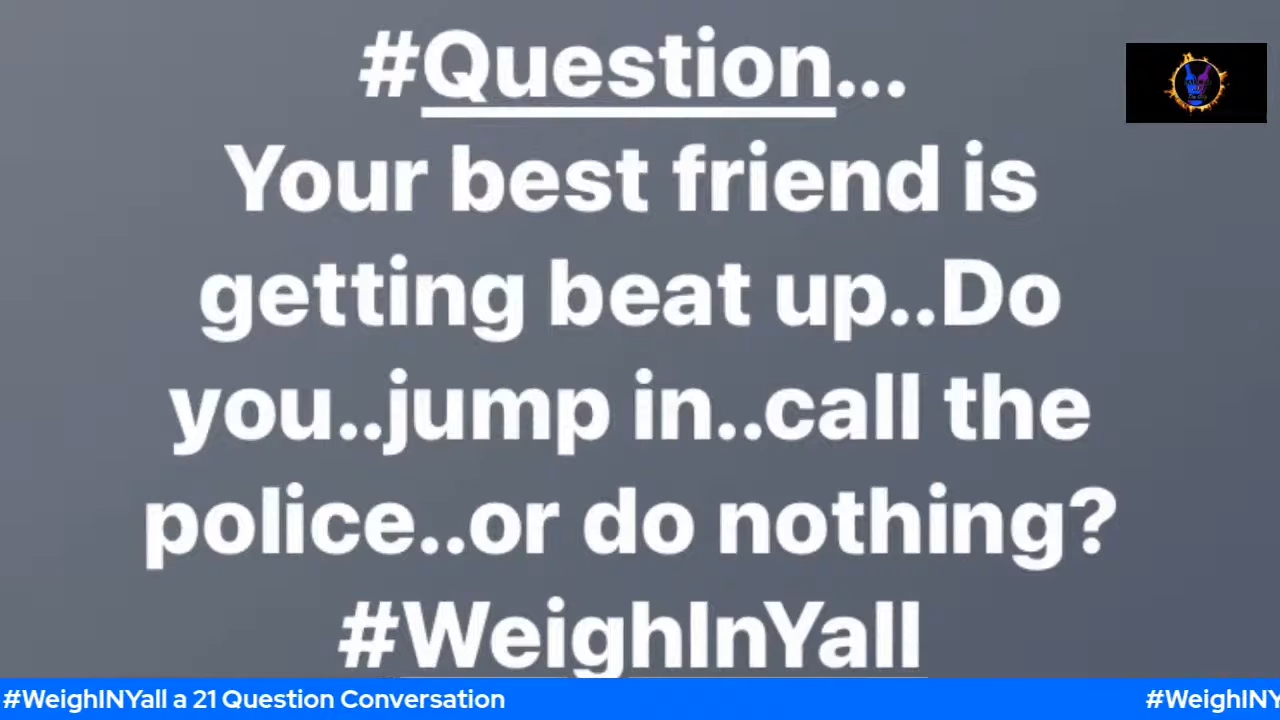 #Question...
Your best friend is
getting beat up..Do
you..jump in..call the
police..or do nothing?
#WeighInYall
#WeighINYall a 21 Question Conversation
#WeighINY